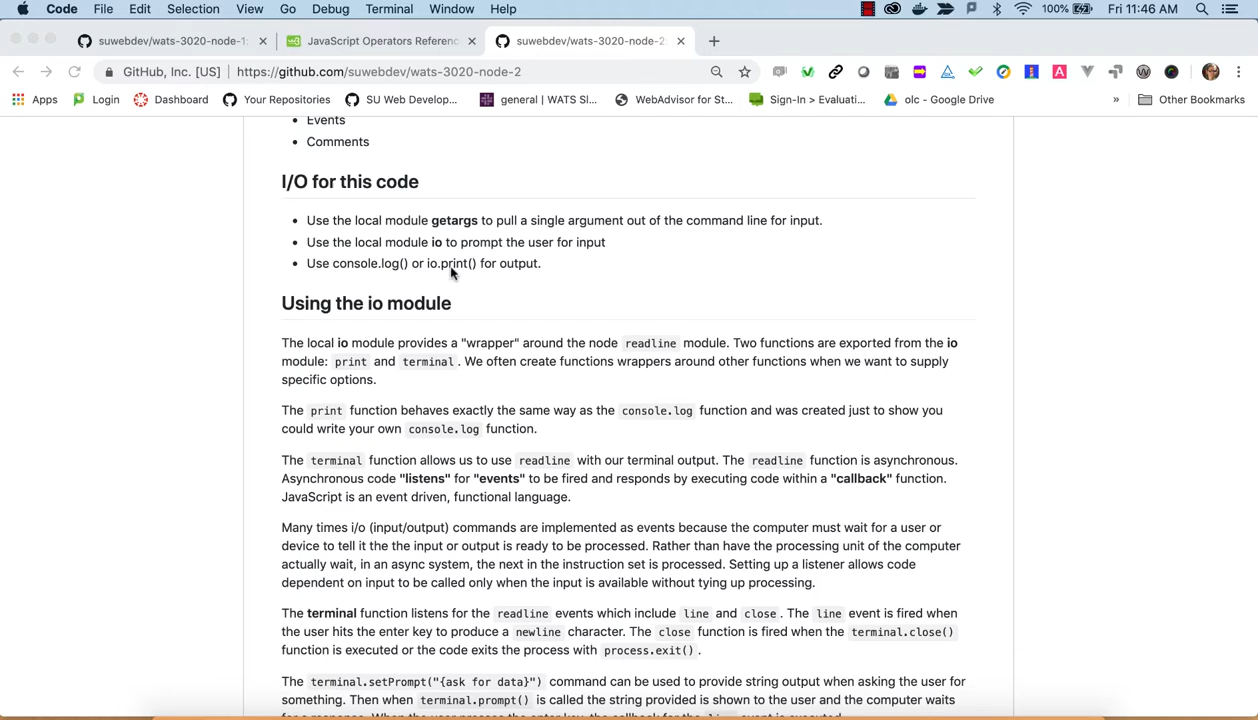 Code File Edit Selection View Go Debug Terminal Window Help 100% Fri 11:46 AM
suwebdev/wats-3020-node-1: JavaScript Operators Referenc suwebdev/wats-3020-node-2:
GitHub, Inc. [US] https://github.com/suwebdev/wats-3020-node-2
Apps Login Dashboard Your Repositories SU Web Develop... general | WATS Sl... WebAdvisor for St... Sign-In > Evaluati... olc - Google Drive » Other Bookmarks
• Events
• Comments
I/O for this code
• Use the local module getargs to pull a single argument out of the command line for input.
• Use the local module io to prompt the user for input
• Use console.log() or io.print() for output.
Using the io module
The local io module provides a "wrapper" around the node readline module. Two functions are exported from the io
module: print and terminal. We often create functions wrappers around other functions when we want to supply
specific options.
The print function behaves exactly the same way as the console.log function and was created just to show you
could write your own console.log function.
The terminal function allows us to use readline with our terminal output. The readline function is asynchronous.
Asynchronous code "listens" for "events" to be fired and responds by executing code within a "callback" function.
JavaScript is an event driven, functional language.
Many times i/o (input/output) commands are implemented as events because the computer must wait for a user or
device to tell it the the input or output is ready to be processed. Rather than have the processing unit of the computer
actually wait, in an async system, the next in the instruction set is processed. Setting up a listener allows code
dependent on input to be called only when the input is available without tying up processing.
The terminal function listens for the readline events which include line and close. The line event is fired when
the user hits the enter key to produce a newline character. The close function is fired when the terminal.close()
function is executed or the code exits the process with process.exit().
The terminal.setPrompt("{ask for data}") command can be used to provide string output when asking the user for
something. Then when terminal.prompt() is called the string provided is shown to the user and the computer waits
for a response. When the user presses the enter key, the callback for the line event is executed.